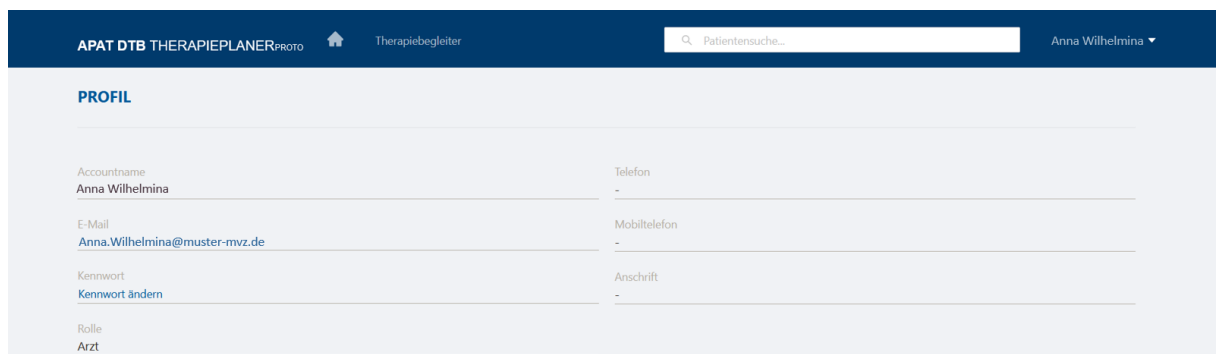 APAT DTB THERAPIEPLANERPROTO Therapiebegleiter Patientensuche... Anna Wilhelmina
PROFIL
Accountname
Anna Wilhelmina
Telefon
-
E-Mail
Anna.Wilhelmina@muster-mvz.de
Mobiltelefon
-
Kennwort
Kennwort ändern
Anschrift
-
Rolle
Arzt